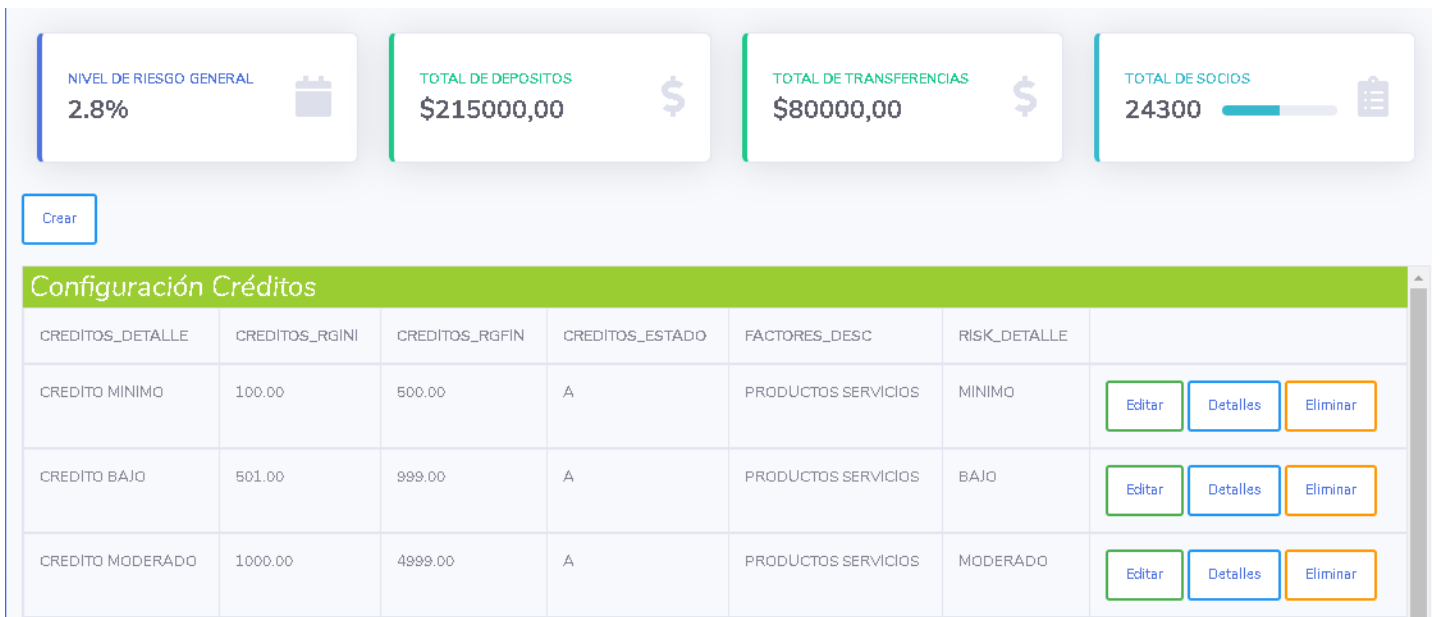 NIVEL DE RIESGO GENERAL
2.8%
TOTAL DE DEPOSITOS
$215000,00
TOTAL DE TRANSFERENCIAS
$80000,00
TOTAL DE SOCIOS
24300
Crear
Configuración Créditos
CREDITOS_DETALLE CREDITOS_RGINI CREDITOS_RGFIN CREDITOS_ESTADO FACTORES_DESC RISK_DETALLE
CREDITO MINIMO 100.00 500.00 A PRODUCTOS SERVICIOS MINIMO Editar Detalles Eliminar
CREDITO BAJO 501.00 999.00 A PRODUCTOS SERVICIOS BAJO Editar Detalles Eliminar
CREDITO MODERADO 1000.00 4999.00 A PRODUCTOS SERVICIOS MODERADO Editar Detalles Eliminar